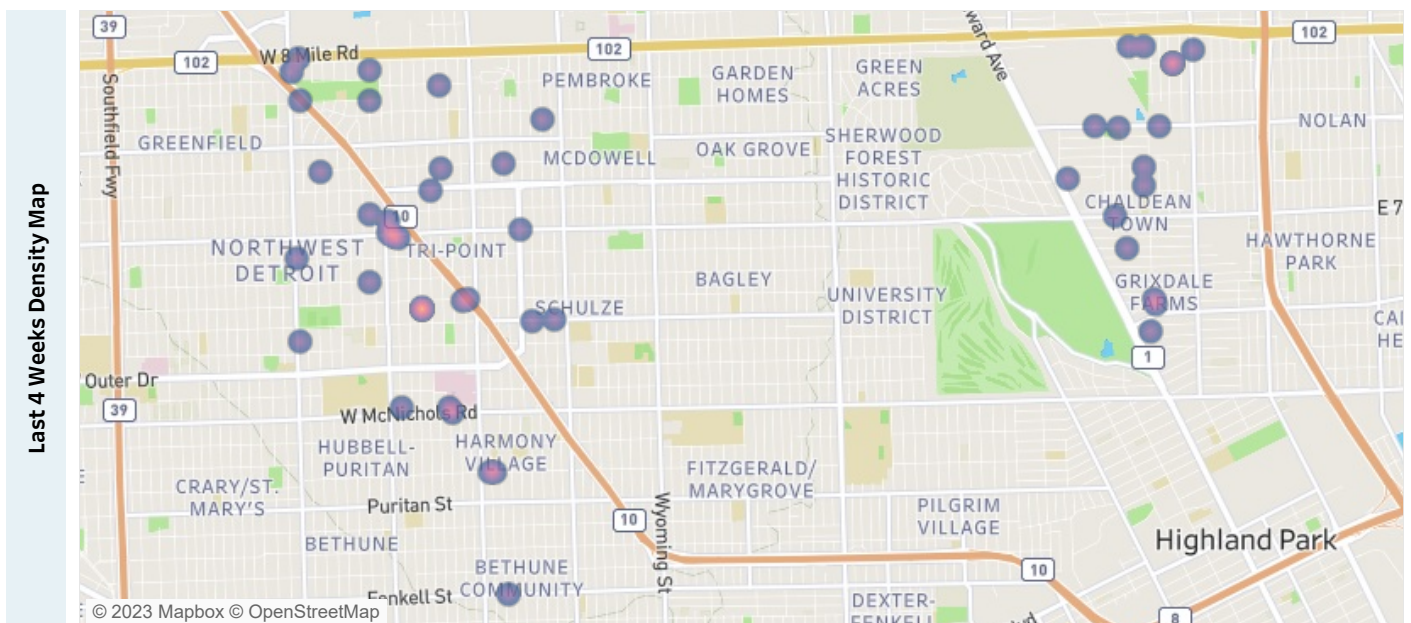 Last 4 Weeks Density Map
39
102
W 8 Mile Rd
102
102
ward Ave
Southfield Fwy
PEMBROKE
GARDEN
HOMES
GREEN
ACRES
GREENFIELD
MCDOWELL
OAK GROVE
SHERWOOD
FOREST
HISTORIC
DISTRICT
NOLAN
10
CHALDEAN
TOWN
E 7
NORTHWEST
DETROIT
TRI-POINT
HAWTHORNE
PARK
BAGLEY
UNIVERSITY
DISTRICT
GRIXDALE
FARMS
SCHULZE
CAI
HE
1
Outer Dr
39
W McNichols Rd
HUBBELL-
PURITAN
HARMONY
VILLAGE
FITZGERALD/
MARYGROVE
CRARY/ST.
MARY'S
Puritan St
PILGRIM
VILLAGE
10
Wyoming St
Highland Park
BETHUNE
BETHUNE
COMMUNITY
10
Fenkell St
DEXTER-
FENKELL
8
© 2023 Mapbox © OpenStreetMap